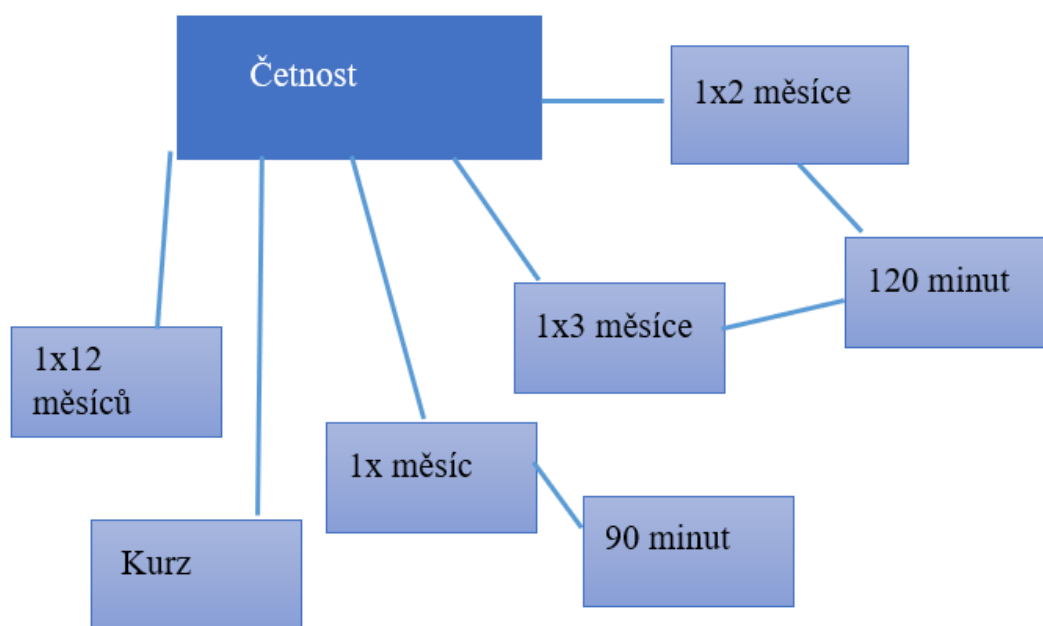 Četnost
1x2 měsíce
120 minut
1x3 měsíce
1x12
měsíců
1x měsíc
90 minut
Kurz